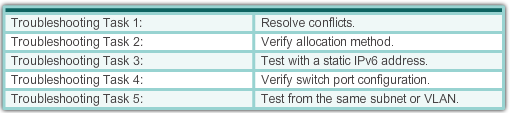 Troubleshooting Task 1: Resolve conflicts.
Troubleshooting Task 2: Verify allocation method.
Troubleshooting Task 3: Test with a static IPv6 address.
Troubleshooting Task 4: Verify switch port configuration.
Troubleshooting Task 5: Test from the same subnet or VLAN.